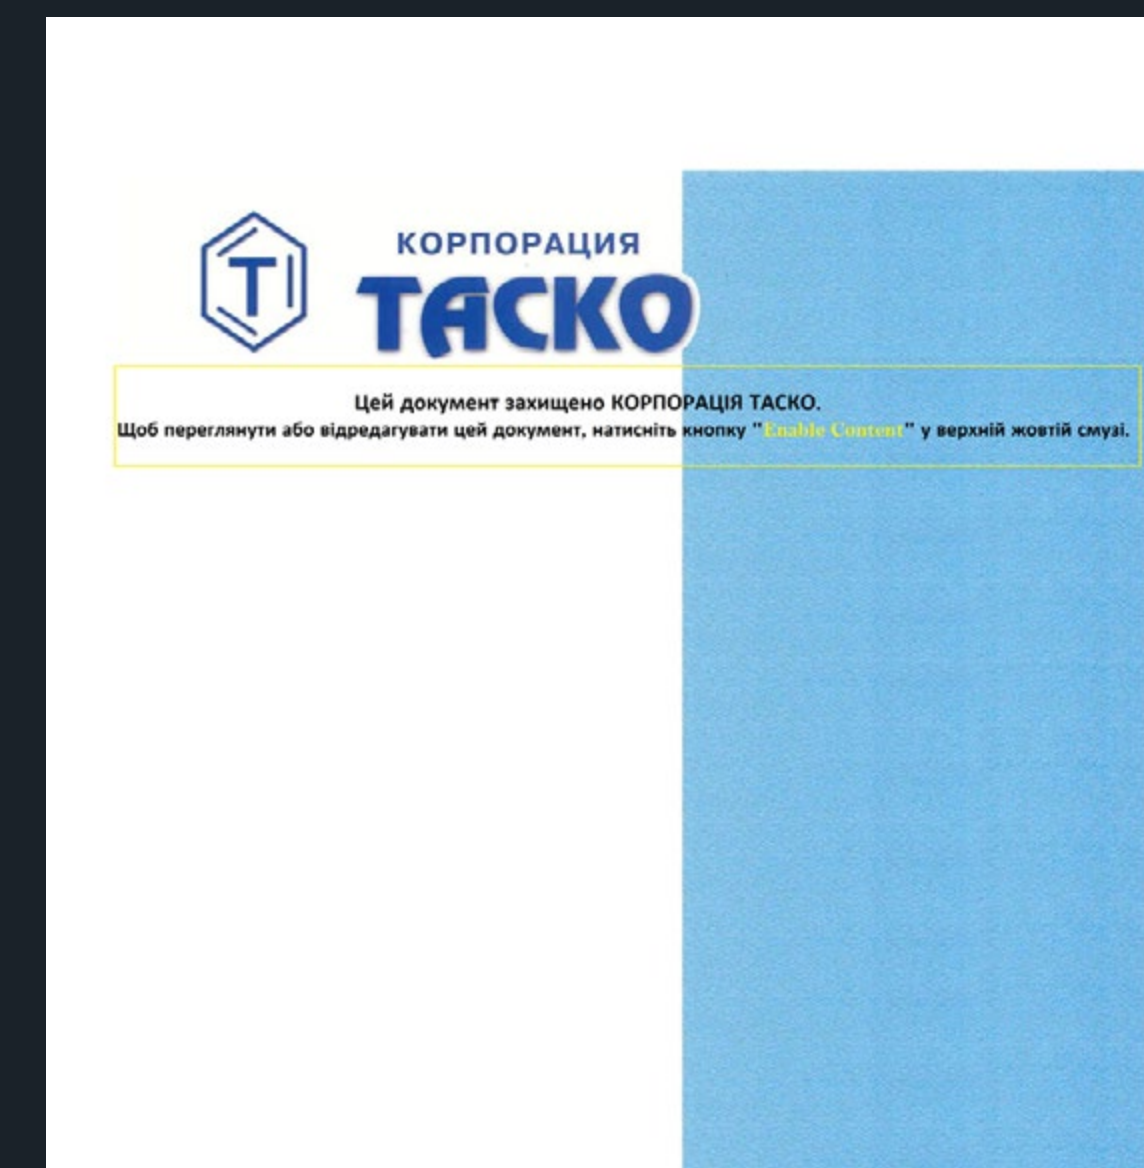 КОРПОРАЦИЯ
ТАСКО
Цей документ захищено КОРПОРАЦІЯ ТАСКО.
Щоб переглянути або відредагувати цей документ, натисніть кнопку "Enable Content" у верхній жовтій смузі.